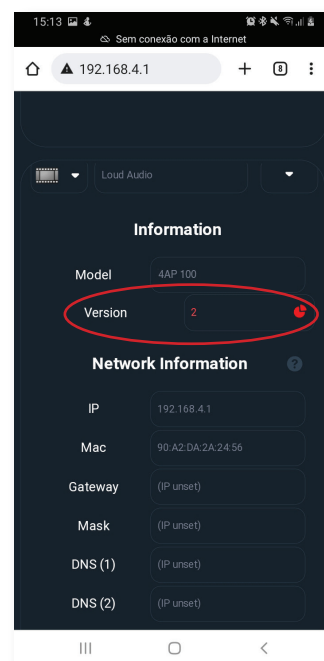 15:13
Sem conexão com a Internet
192.168.4.1
8
Loud Audio
Information
Model 4AP 100
Version 2
Network Information ?
IP 192.168.4.1
Mac 90:A2:DA:2A:24:56
Gateway (IP unset)
Mask (IP unset)
DNS (1) (IP unset)
DNS (2) (IP unset)